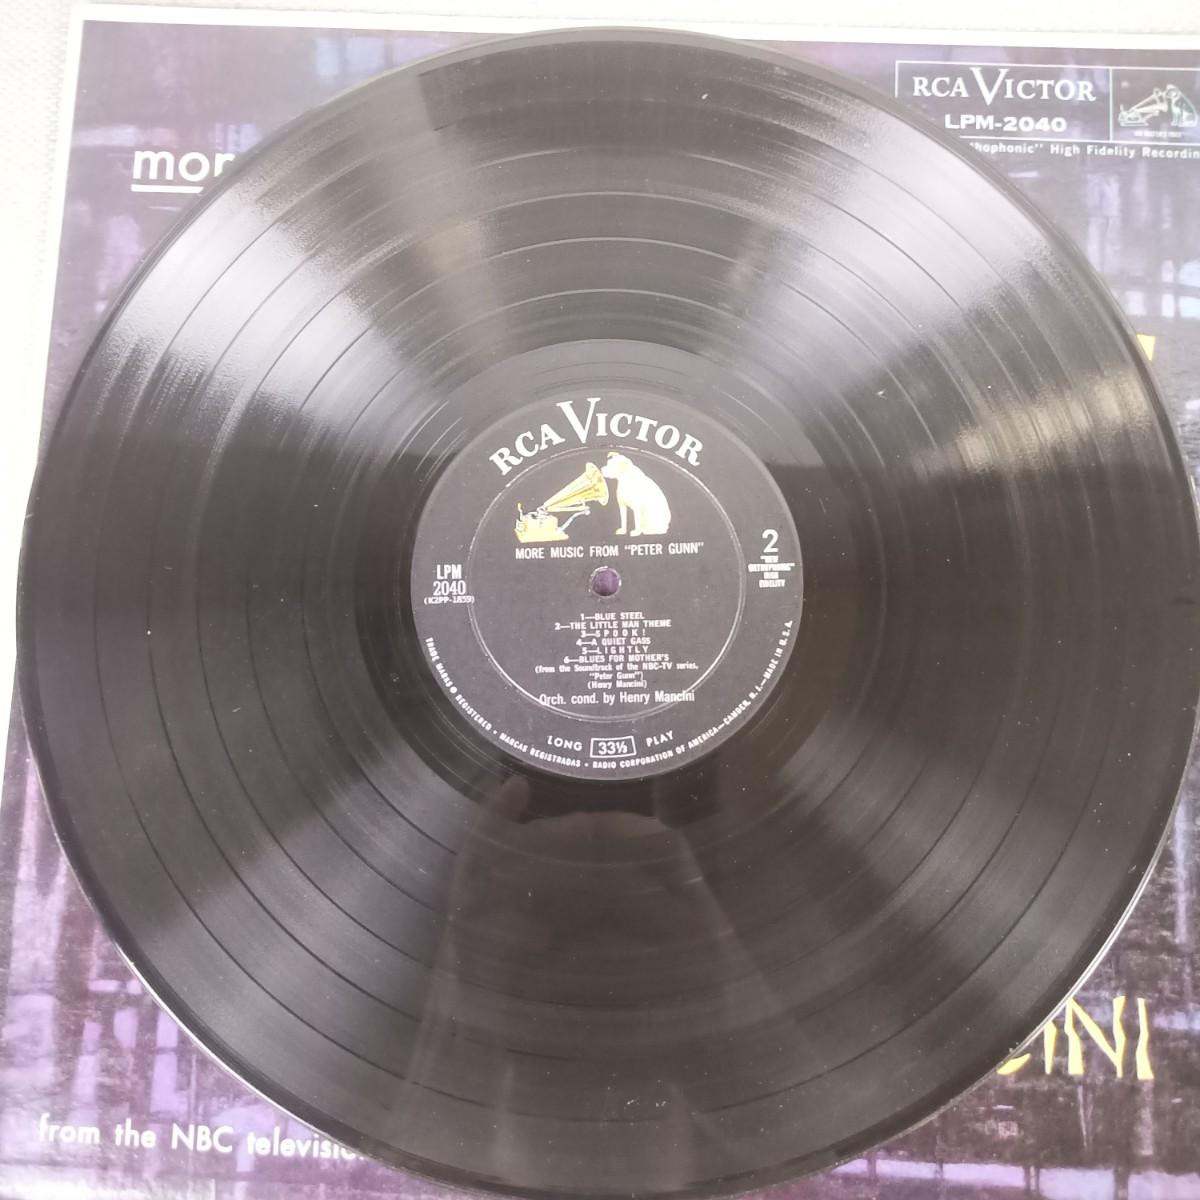 mor
RCA VICTOR
LPM-2040
hophonic" High Fidelity Recordin
RCA VICTOR
MORE MUSIC FROM "PETER GUNN"
LPM
2040
(K2PP-1859)
2
"NEW
ORTHOPHONIC"
HIGH
FIDELITY
1—BLUE STEEL
2—THE LITTLE MAN THEME
3—SPOOK!
4—A QUIET GASS
5—LIGHTLY
6—BLUES FOR MOTHER'S
(from the Soundtrack of the NBC-TV series,
"Peter Gunn")
(Henry Mancini)
Orch. cond. by Henry Mancini
LONG 33⅓ PLAY
TRADE MARKS ® REGISTERED • MARCAS REGISTRADAS • RADIO CORPORATION OF AMERICA—CAMDEN, N. J.—MADE IN U.S.A.
INI
from the NBC televisio